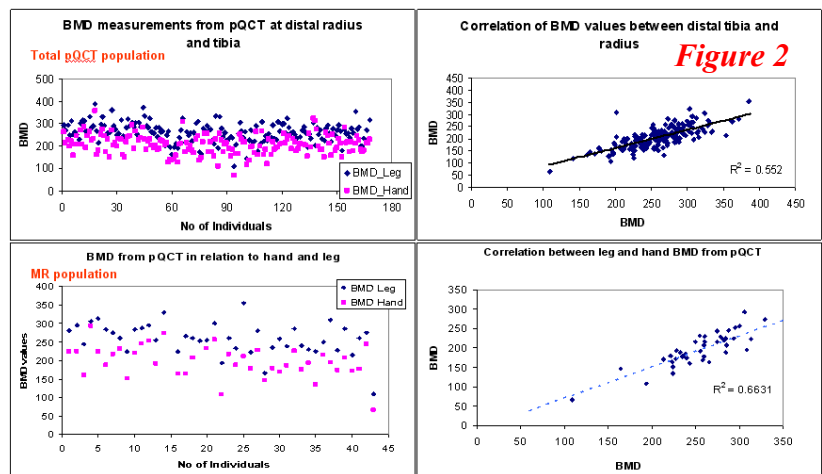 BMD measurements from pQCT at distal radius
and tibia
Total pQCT population
500
400
300
200
100
0
BMD
0 30 60 90 120 150 180
No of Individuals
BMD_Leg
BMD_Hand
Correlation of BMD values between distal tibia and
radius
Figure 2
450
400
350
300
250
200
150
100
50
0
BMD
R² = 0.552
0 50 100 150 200 250 300 350 400 450
BMD
BMD from pQCT in relation to hand and leg
MR population
BMD Leg
BMD Hand
400
350
300
250
200
150
100
50
0
BMD values
0 5 10 15 20 25 30 35 40 45
No of Individuals
Correlation between leg and hand BMD from pQCT
350
300
250
200
150
100
50
0
BMD
R² = 0.6631
0 50 100 150 200 250 300 350
BMD